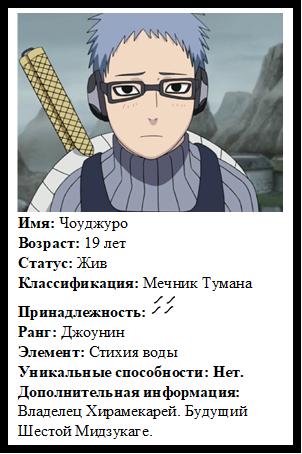 Имя: Чоуджуро
Возраст: 19 лет
Статус: Жив
Классификация: Мечник Тумана
Принадлежность:
Ранг: Джоунин
Элемент: Стихия воды
Уникальные способности: Нет.
Дополнительная информация:
Владелец Хирамекарей. Будущий
Шестой Мидзукаге.